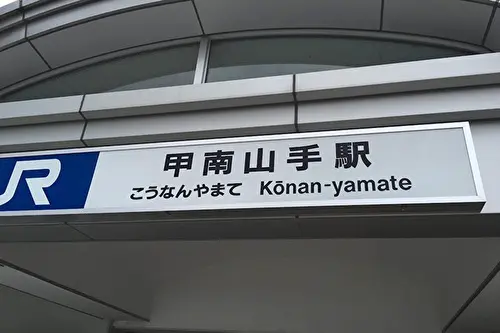 JR
甲南山手駅
こうなんやまて Kōnan-yamate